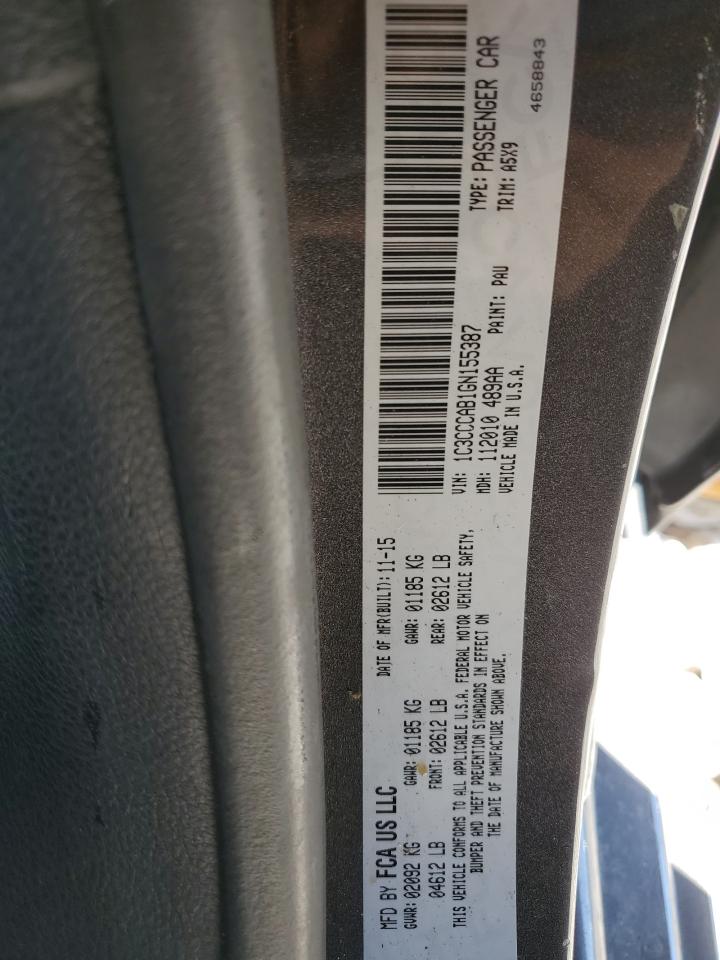 MFD BY FCA US LLC DATE OF MFR(BUILT): 11-15
GVWR: 02092 KG GAWR: 01185 KG GAWR: 01185 KG
04612 LB FRONT: 02612 LB REAR: 02612 LB
THIS VEHICLE CONFORMS TO ALL APPLICABLE U.S.A. FEDERAL MOTOR VEHICLE SAFETY,
BUMPER AND THEFT PREVENTION STANDARDS IN EFFECT ON
THE DATE OF MANUFACTURE SHOWN ABOVE.
VIN: 1C3CCCAB1GN155387 TYPE: PASSENGER CAR
MDH: 112010 489AA PAINT: PAU TRIM: A5X9
VEHICLE MADE IN U.S.A. 4658843